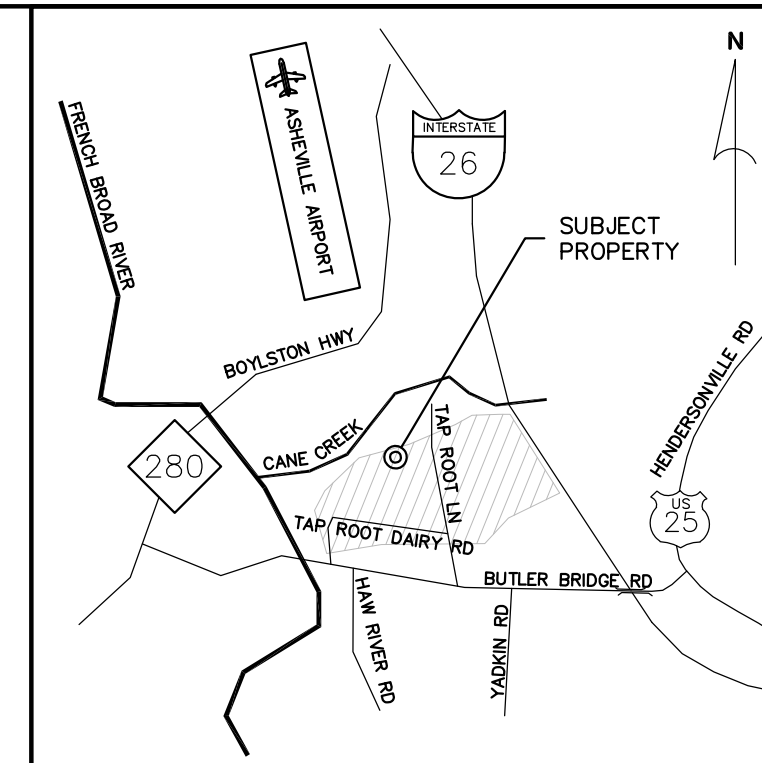 N
FRENCH BROAD RIVER
ASHEVILLE AIRPORT
INTERSTATE
26
SUBJECT
PROPERTY
BOYLSTON HWY
HENDERSONVILLE RD
CANE CREEK
TAP ROOT LN
280
US
25
TAP ROOT DAIRY RD
BUTLER BRIDGE RD
HAW RIVER RD
YADKIN RD